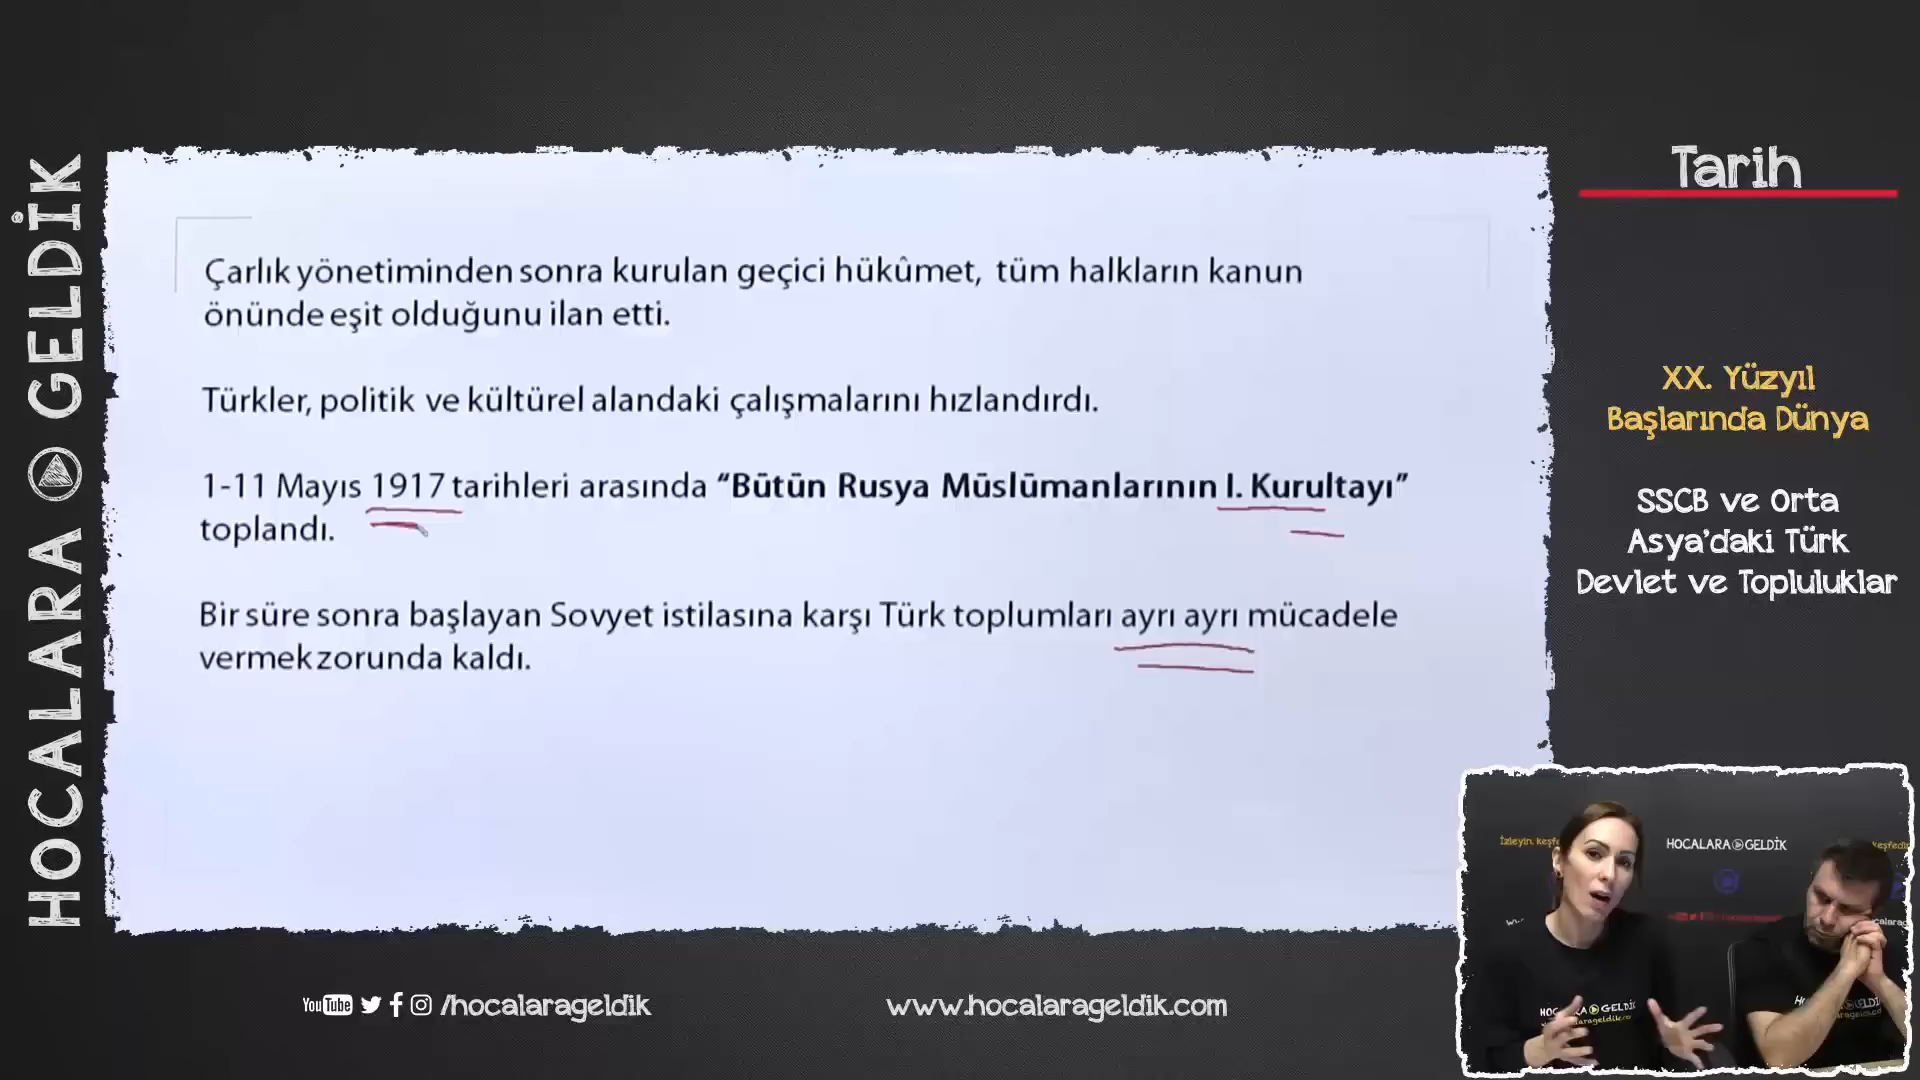 HOCALARA GELDİK
Çarlık yönetiminden sonra kurulan geçici hükûmet, tüm halkların kanun
önünde eşit olduğunu ilan etti.
Türkler, politik ve kültürel alandaki çalışmalarını hızlandırdı.
1-11 Mayıs 1917 tarihleri arasında “Bütün Rusya Müslümanlarının I. Kurultayı”
toplandı.
Bir süre sonra başlayan Sovyet istilasına karşı Türk toplumları ayrı ayrı mücadele
vermek zorunda kaldı.
Tarih
XX. Yüzyıl
Başlarında Dünya
SSCB ve Orta
Asya'daki Türk
Devlet ve Topluluklar
İzleyin, keşfe
HOCALARA GELDİK
YouTube /hocalarageldik
www.hocalarageldik.com